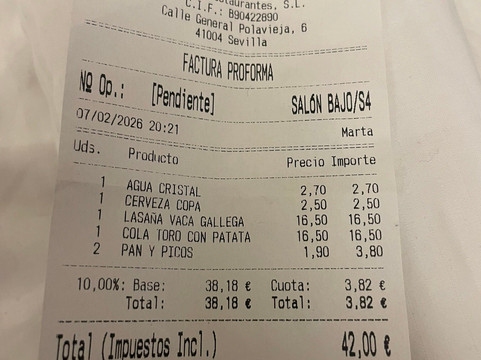 urantes, S.L.
C.I.F.: B90422890
Calle General Polavieja, 6
41004 Sevilla
FACTURA PROFORMA
Nº Op.: [Pendiente] SALÓN BAJO/S4
07/02/2026 20:21 Marta
Uds. Producto Precio Importe
1 AGUA CRISTAL 2,70 2,70
1 CERVEZA COPA 2,50 2,50
1 LASAÑA VACA GALLEGA 16,50 16,50
1 COLA TORO CON PATATA 16,50 16,50
2 PAN Y PICOS 1,90 3,80
10,00%: Base: 38,18 € Cuota: 3,82 €
Total: 38,18 € Total: 3,82 €
Total (Impuestos Incl.) 42,00 €